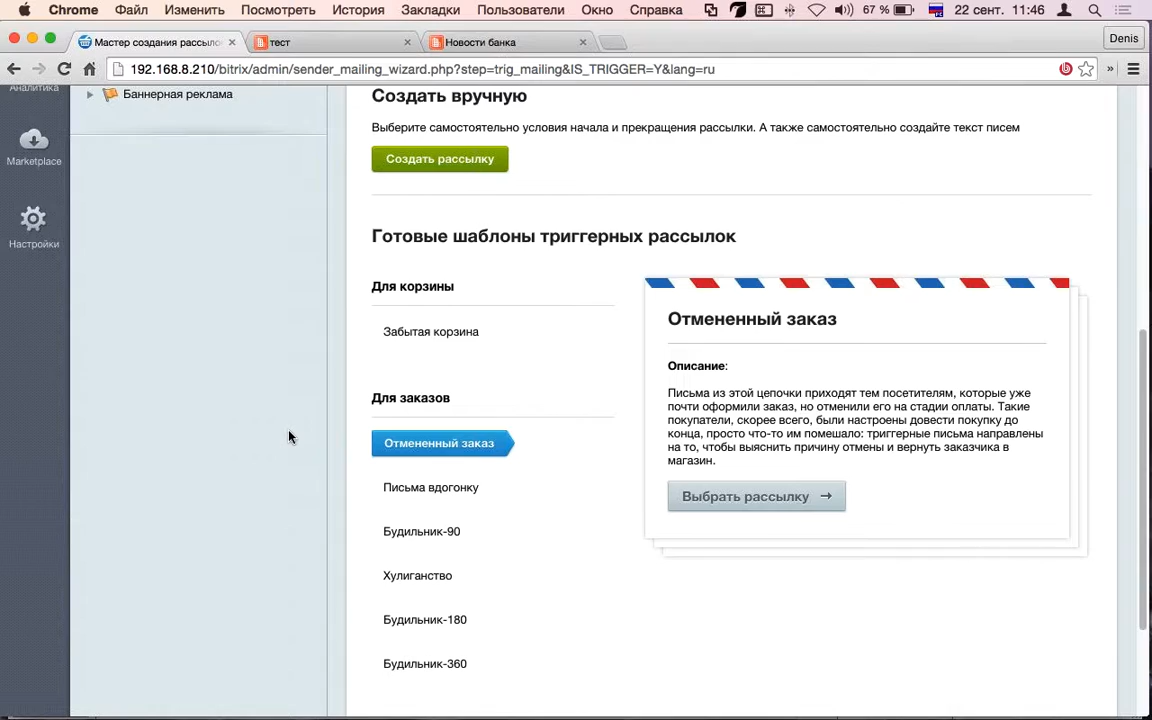 Chrome Файл Изменить Посмотреть История Закладки Пользователи Окно Справка 67 % 22 сент. 11:46
Мастер создания рассыло
тест
Новости банка
Denis
192.168.8.210/bitrix/admin/sender_mailing_wizard.php?step=trig_mailing&IS_TRIGGER=Y&lang=ru
Аналитика
Баннерная реклама
Marketplace
Настройки
Создать вручную
Выберите самостоятельно условия начала и прекращения рассылки. А также самостоятельно создайте текст писем
Создать рассылку
Готовые шаблоны триггерных рассылок
Для корзины
Забытая корзина
Для заказов
Отмененный заказ
Письма вдогонку
Будильник-90
Хулиганство
Будильник-180
Будильник-360
Отмененный заказ
Описание:
Письма из этой цепочки приходят тем посетителям, которые уже
почти оформили заказ, но отменили его на стадии оплаты. Такие
покупатели, скорее всего, были настроены довести покупку до
конца, просто что-то им помешало: триггерные письма направлены
на то, чтобы выяснить причину отмены и вернуть заказчика в
магазин.
Выбрать рассылку →